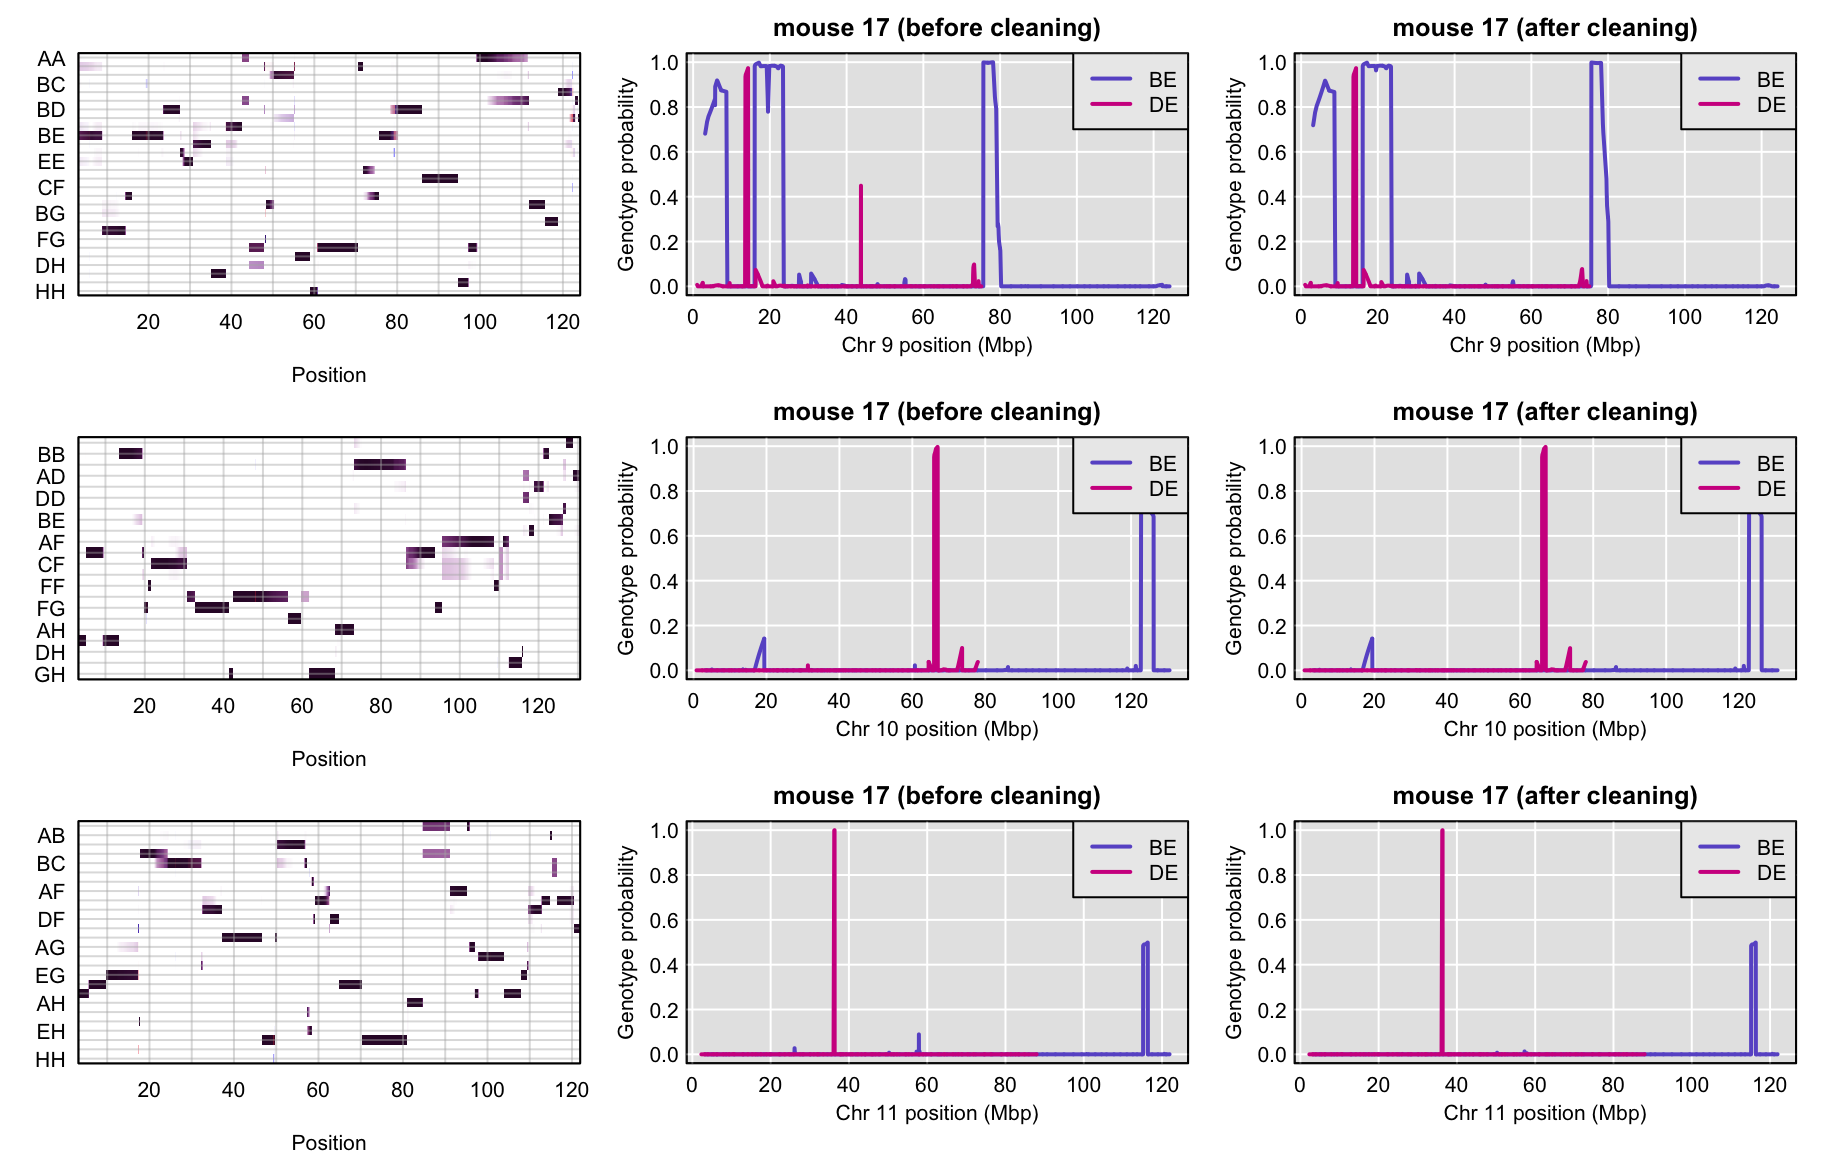 AA
BC
BD
BE
EE
CF
BG
FG
DH
HH
20 40 60 80 100 120
Position
mouse 17 (before cleaning)
Genotype probability
1.0
0.8
0.6
0.4
0.2
0.0
BE
DE
0 20 40 60 80 100 120
Chr 9 position (Mbp)
mouse 17 (after cleaning)
Genotype probability
1.0
0.8
0.6
0.4
0.2
0.0
BE
DE
0 20 40 60 80 100 120
Chr 9 position (Mbp)
BB
AD
DD
BE
AF
CF
FF
FG
AH
DH
GH
20 40 60 80 100 120
Position
mouse 17 (before cleaning)
Genotype probability
1.0
0.8
0.6
0.4
0.2
0.0
BE
DE
0 20 40 60 80 100 120
Chr 10 position (Mbp)
mouse 17 (after cleaning)
Genotype probability
1.0
0.8
0.6
0.4
0.2
0.0
BE
DE
0 20 40 60 80 100 120
Chr 10 position (Mbp)
AB
BC
AF
DF
AG
EG
AH
EH
HH
20 40 60 80 100 120
Position
mouse 17 (before cleaning)
Genotype probability
1.0
0.8
0.6
0.4
0.2
0.0
BE
DE
0 20 40 60 80 100 120
Chr 11 position (Mbp)
mouse 17 (after cleaning)
Genotype probability
1.0
0.8
0.6
0.4
0.2
0.0
BE
DE
0 20 40 60 80 100 120
Chr 11 position (Mbp)